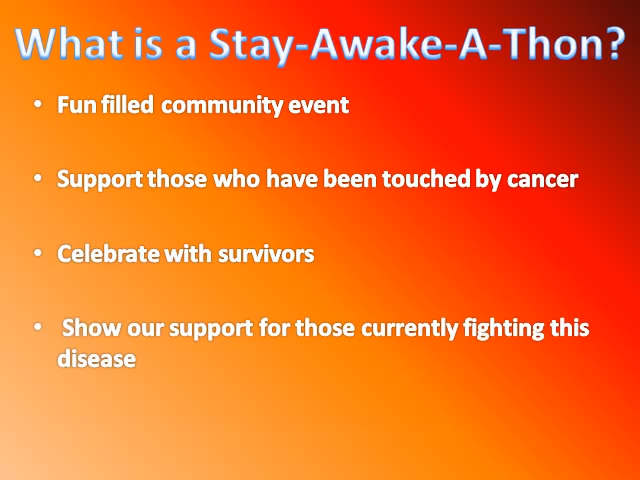 What is a Stay-Awake-A-Thon?
• Fun filled community event
• Support those who have been touched by cancer
• Celebrate with survivors
• Show our support for those currently fighting this
disease